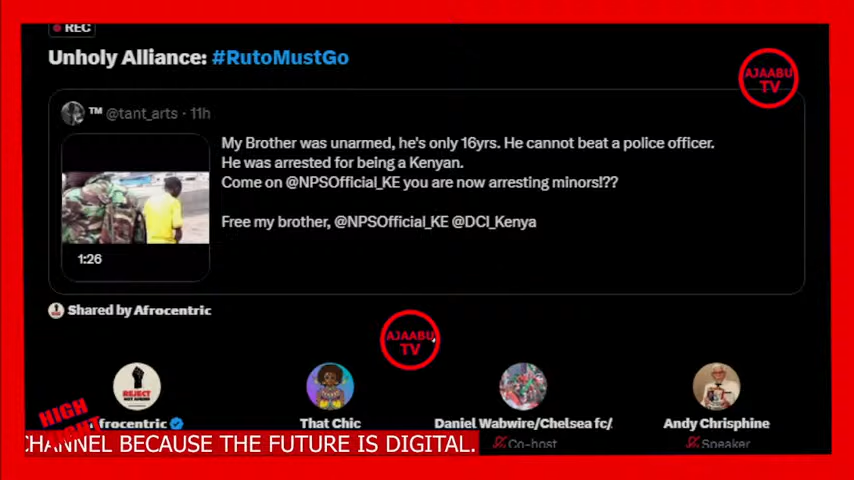 REC
Unholy Alliance: #RutoMustGo
AJAABU
TV
™ @tant_arts · 11h
My Brother was unarmed, he's only 16yrs. He cannot beat a police officer.
He was arrested for being a Kenyan.
Come on @NPSOfficial_KE you are now arresting minors!??
Free my brother, @NPSOfficial_KE @DCI_Kenya
1:26
Shared by Afrocentric
AJAABU
TV
REJECT
HIGH
frocentric
That Chic
Daniel Wabwire/Chelsea fc/
Andy Chrisphine
Co-host
Speaker
CHANNEL BECAUSE THE FUTURE IS DIGITAL.